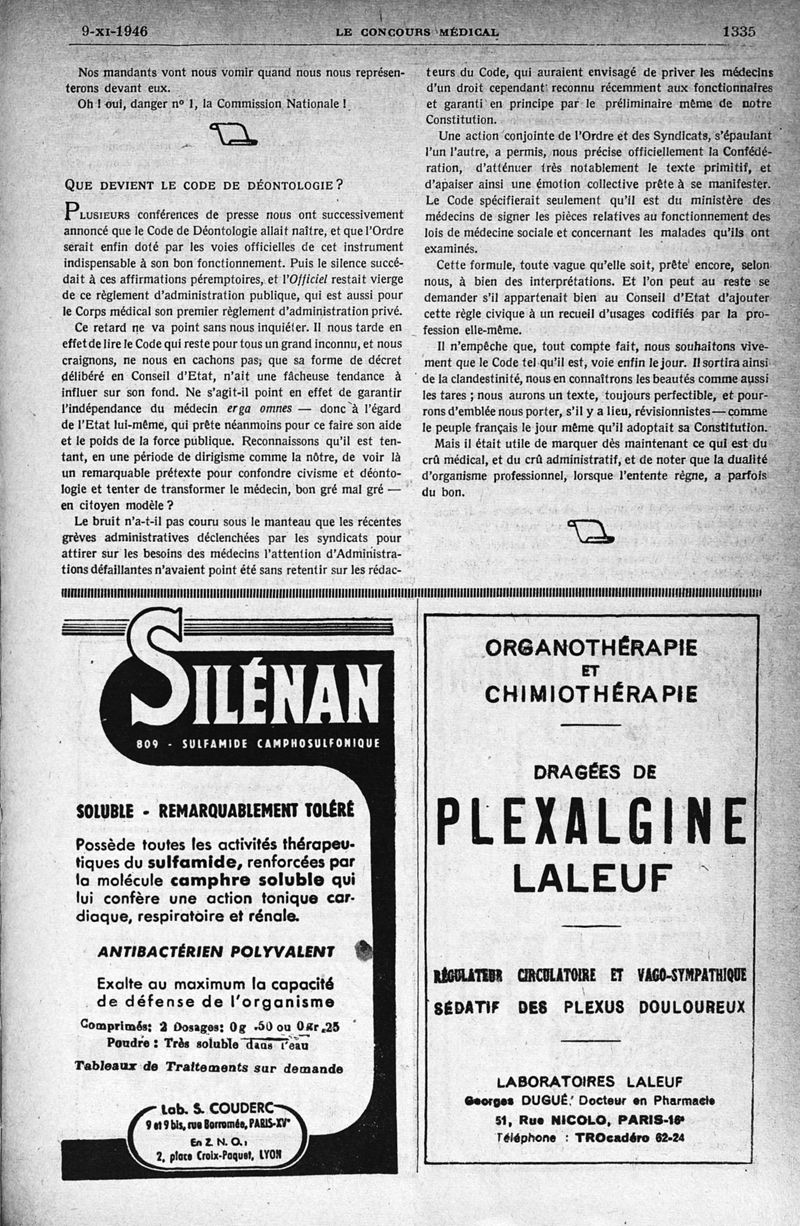 9-XI-1946
LE CONCOURS MÉDICAL
1335
Nos mandants vont nous vomir quand nous nous représen-
terons devant eux.
Oh ! oui, danger n° 1, la Commission Nationale !
QUE DEVIENT LE CODE DE DÉONTOLOGIE ?
PLUSIEURS conférences de presse nous ont successivement
annoncé que le Code de Déontologie allait naître, et que l'Ordre
serait enfin doté par les voies officielles de cet instrument
indispensable à son bon fonctionnement. Puis le silence succé-
dait à ces affirmations péremptoires, et l'Officiel restait vierge
de ce règlement d'administration publique, qui est aussi pour
le Corps médical son premier règlement d'administration privé.
Ce retard ne va point sans nous inquiéter. Il nous tarde en
effet de lire le Code qui reste pour tous un grand inconnu, et nous
craignons, ne nous en cachons pas, que sa forme de décret
délibéré en Conseil d'Etat, n'ait une fâcheuse tendance à
influer sur son fond. Ne s'agit-il point en effet de garantir
l'indépendance du médecin erga omnes — donc à l'égard
de l'Etat lui-même, qui prête néanmoins pour ce faire son aide
et le poids de la force publique. Reconnaissons qu'il est ten-
tant, en une période de dirigisme comme la nôtre, de voir là
un remarquable prétexte pour confondre civisme et déonto-
logie et tenter de transformer le médecin, bon gré mal gré —
en citoyen modèle ?
Le bruit n'a-t-il pas couru sous le manteau que les récentes
grèves administratives déclenchées par les syndicats pour
attirer sur les besoins des médecins l'attention d'Administra-
tions défaillantes n'avaient point été sans retentir sur les rédac-
teurs du Code, qui auraient envisagé de priver les médecins
d'un droit cependant reconnu récemment aux fonctionnaires
et garanti en principe par le préliminaire même de notre
Constitution.
Une action conjointe de l'Ordre et des Syndicats, s'épaulant
l'un l'autre, a permis, nous précise officiellement la Confédé-
ration, d'atténuer très notablement le texte primitif, et
d'apaiser ainsi une émotion collective prête à se manifester.
Le Code spécifierait seulement qu'il est du ministère des
médecins de signer les pièces relatives au fonctionnement des
lois de médecine sociale et concernant les malades qu'ils ont
examinés.
Cette formule, toute vague qu'elle soit, prête encore, selon
nous, à bien des interprétations. Et l'on peut au reste se
demander s'il appartenait bien au Conseil d'Etat d'ajouter
cette règle civique à un recueil d'usages codifiés par la pro-
fession elle-même.
Il n'empêche que, tout compte fait, nous souhaitons vive-
ment que le Code tel qu'il est, voie enfin le jour. Il sortira ainsi
de la clandestinité, nous en connaîtrons les beautés comme aussi
les tares ; nous aurons un texte, toujours perfectible, et pour-
rons d'emblée nous porter, s'il y a lieu, révisionnistes — comme
le peuple français le jour même qu'il adoptait sa Constitution.
Mais il était utile de marquer dès maintenant ce qui est du
crû médical, et du crû administratif, et de noter que la dualité
d'organisme professionnel, lorsque l'entente règne, a parfois
du bon.
SILÉNAN
809 - SULFAMIDE CAMPHOSULFONIQUE
SOLUBLE - REMARQUABLEMENT TOLÉRÉ
Possède toutes les activités thérapeu-
tiques du sulfamide, renforcées par
la molécule camphre soluble qui
lui confère une action tonique car-
diaque, respiratoire et rénale.
ANTIBACTÉRIEN POLYVALENT
Exalte au maximum la capacité
de défense de l'organisme
Comprimés: 2 Dosages: 0g .50 ou 0gr.25
Poudre : Très soluble dans l'eau
Tableaux de Traitements sur demande
Lab. S. COUDERC
9 et 9 bis, rue Borromée, PARIS-XVe
En Z. N. O.:
2, place Croix-Paquet, LYON
ORGANOTHÉRAPIE
ET
CHIMIOTHÉRAPIE
DRAGÉES DE
PLEXALGINE
LALEUF
RÉGULATEUR CIRCULATOIRE ET VAGO-SYMPATHIQUE
SÉDATIF DES PLEXUS DOULOUREUX
LABORATOIRES LALEUF
Georges DUGUÉ, Docteur en Pharmacie
51, Rue NICOLO, PARIS-16e
Téléphone : TROcadéro 62-24